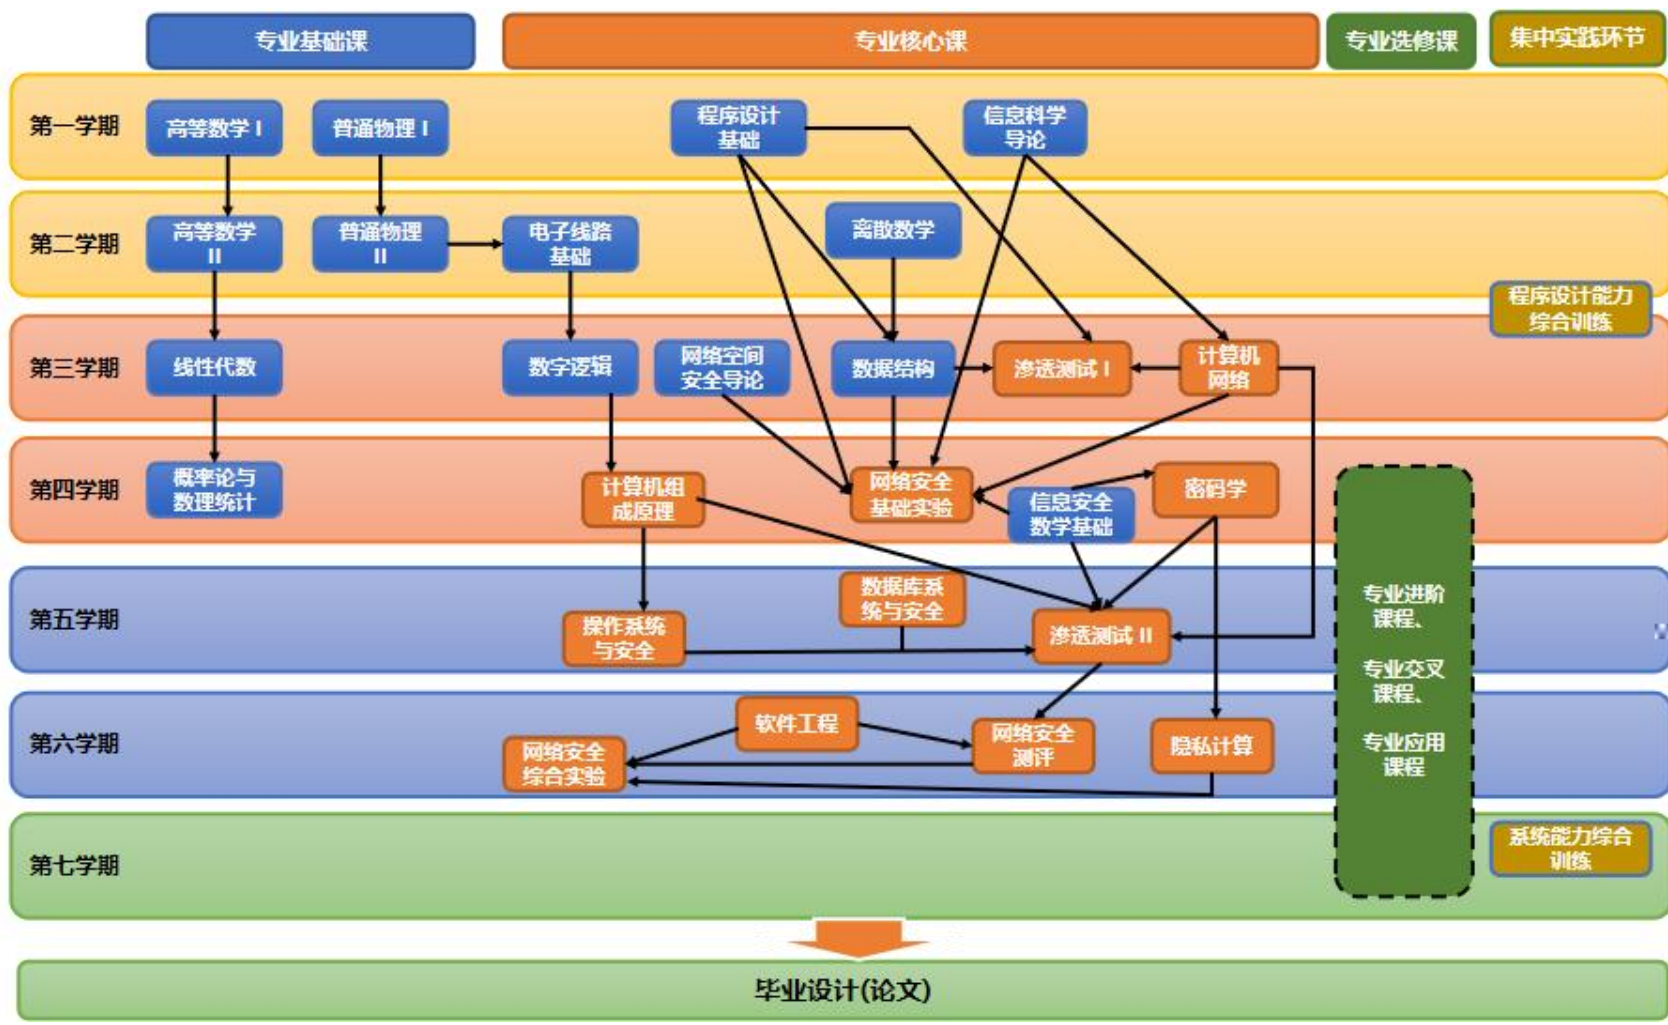 专业基础课
专业核心课
专业选修课
集中实践环节
第一学期
高等数学 I
普通物理 I
程序设计
基础
信息科学
导论
第二学期
高等数学
II
普通物理
II
电子线路
基础
离散数学
程序设计能力
综合训练
第三学期
线性代数
数字逻辑
网络空间
安全导论
数据结构
渗透测试 I
计算机
网络
第四学期
概率论与
数理统计
计算机组
成原理
网络安全
基础实验
信息安全
数学基础
密码学
第五学期
操作系统
与安全
数据库系
统与安全
渗透测试 II
专业进阶
课程、
专业交叉
课程、
专业应用
课程
第六学期
网络安全
综合实验
软件工程
网络安全
测评
隐私计算
第七学期
系统能力综合
训练
毕业设计(论文)